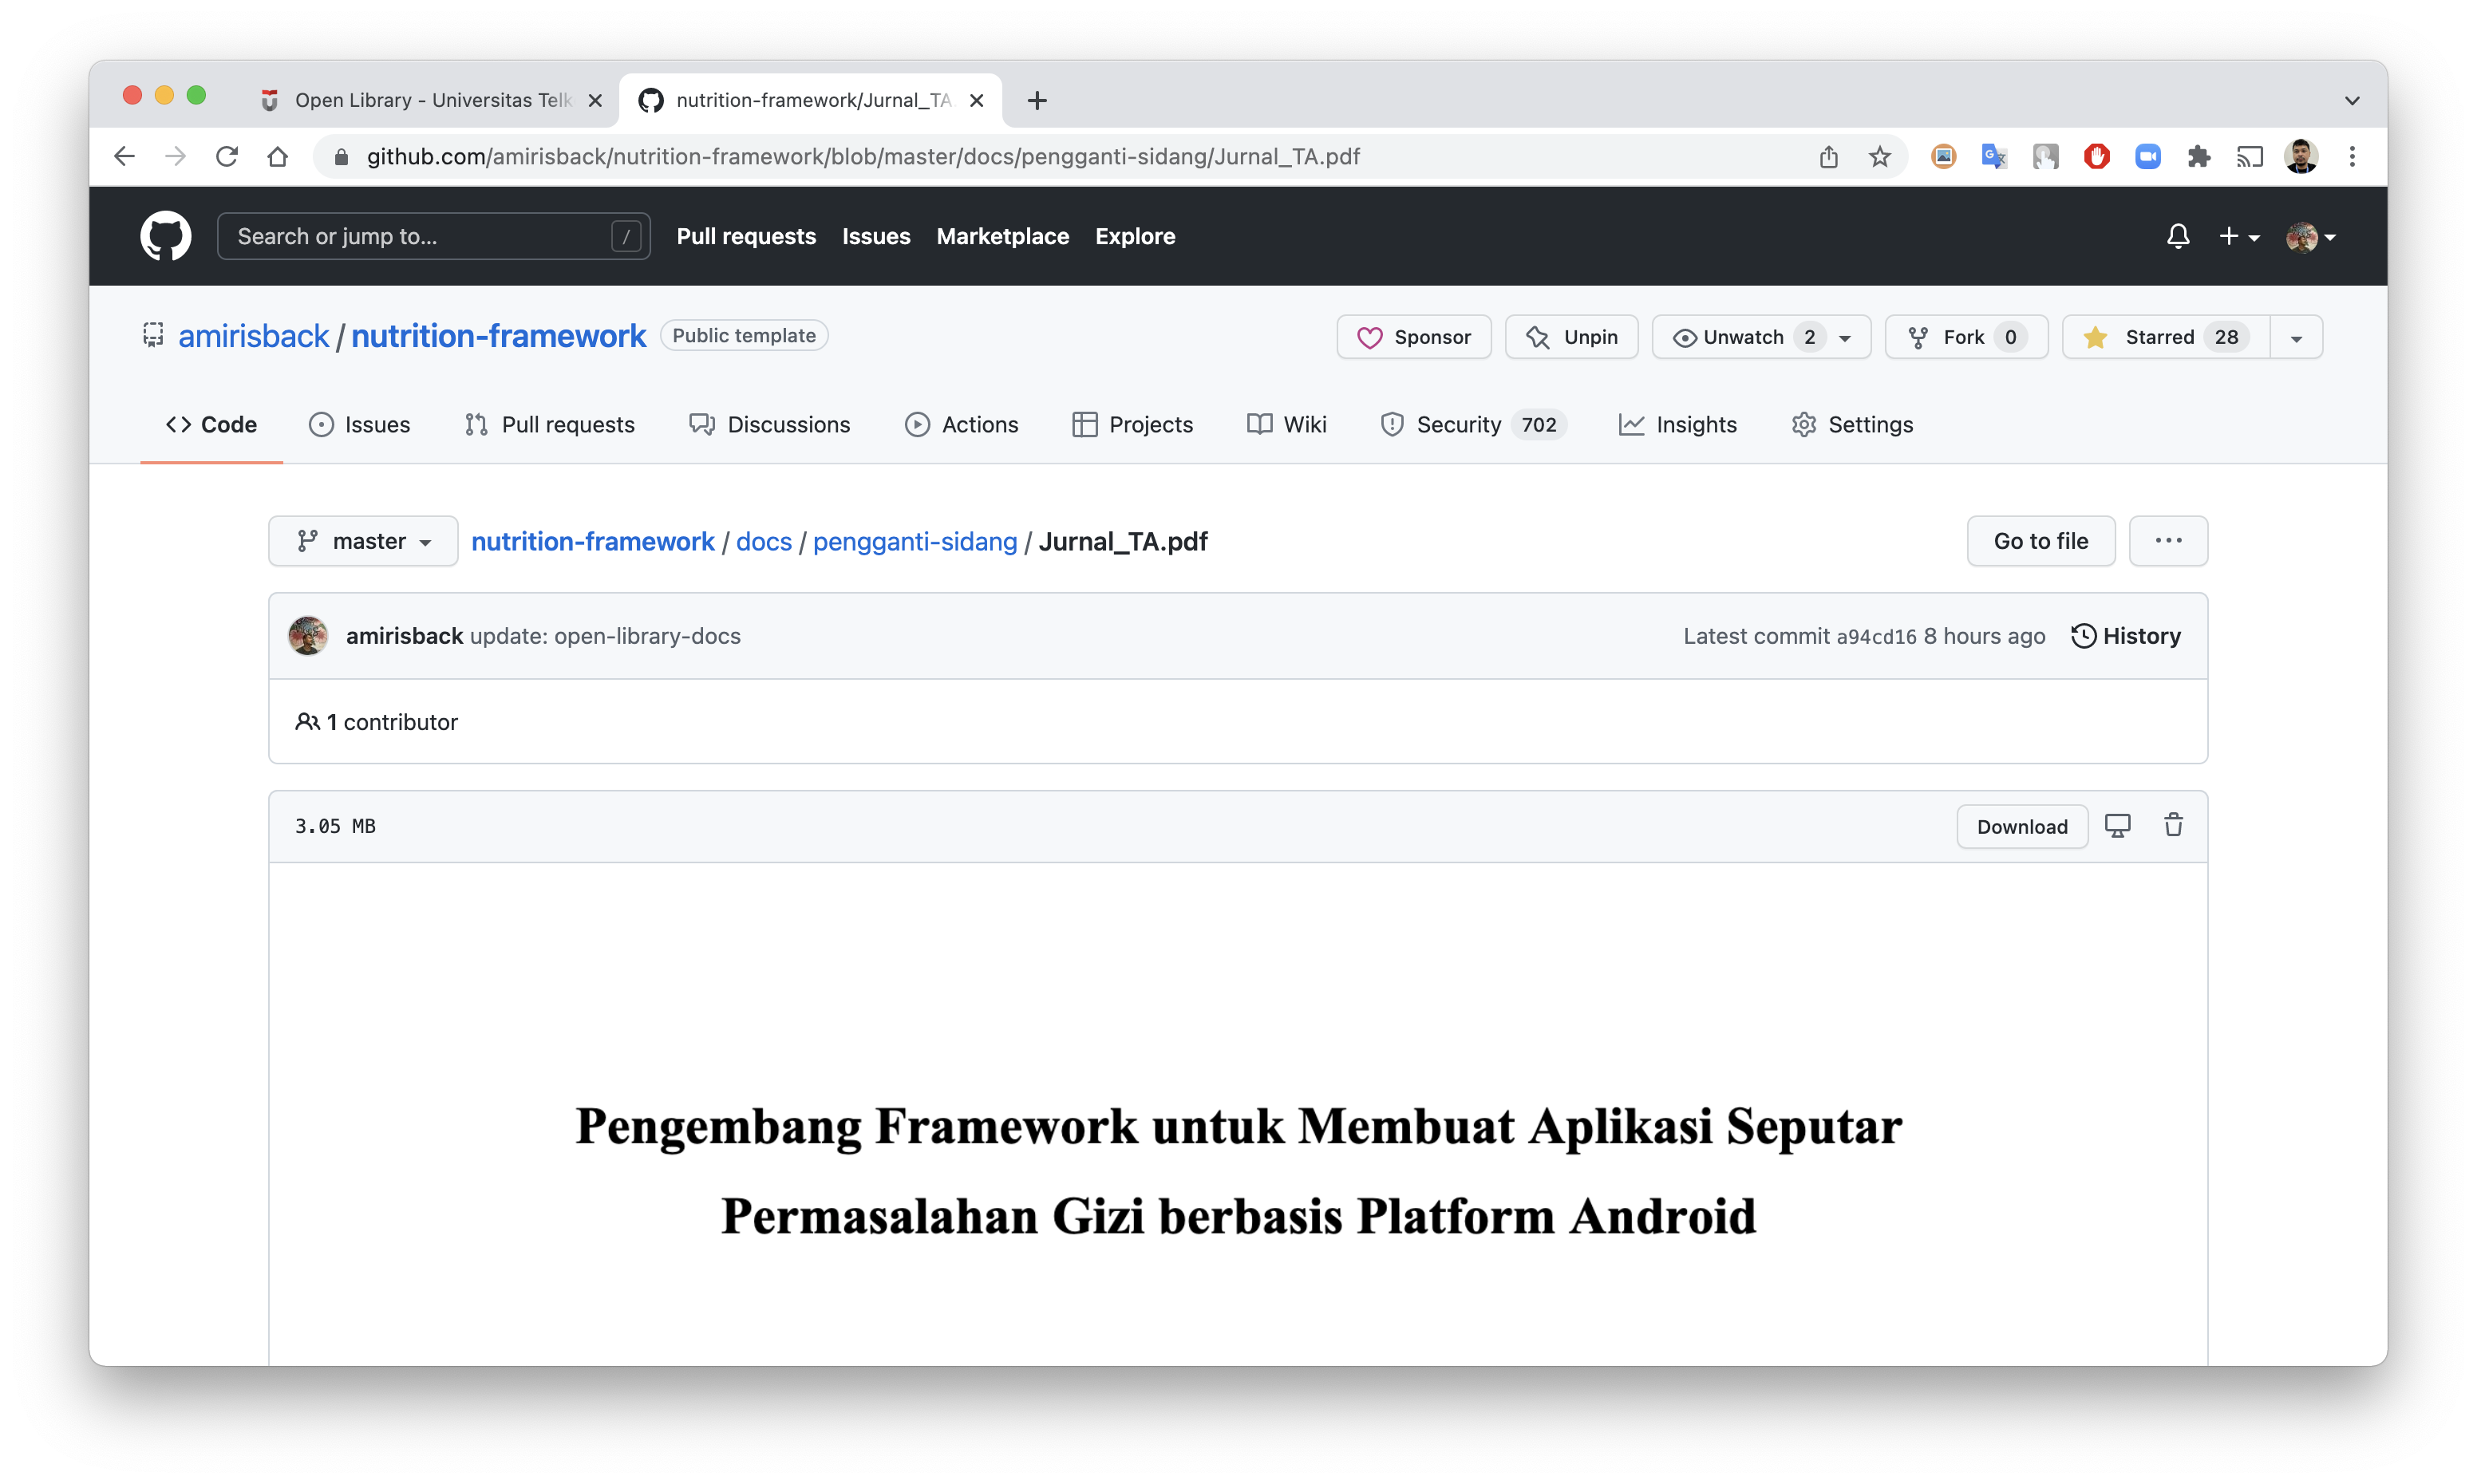 Open Library - Universitas Telk
nutrition-framework/Jurnal_TA.
github.com/amirisback/nutrition-framework/blob/master/docs/pengganti-sidang/Jurnal_TA.pdf
Search or jump to... /
Pull requests Issues Marketplace Explore
amirisback / nutrition-framework Public template
Sponsor Unpin Unwatch 2 Fork 0 Starred 28
Code Issues Pull requests Discussions Actions Projects Wiki Security 702 Insights Settings
master nutrition-framework / docs / pengganti-sidang / Jurnal_TA.pdf Go to file ...
amirisback update: open-library-docs Latest commit a94cd16 8 hours ago History
1 contributor
3.05 MB Download
Pengembang Framework untuk Membuat Aplikasi Seputar
Permasalahan Gizi berbasis Platform Android